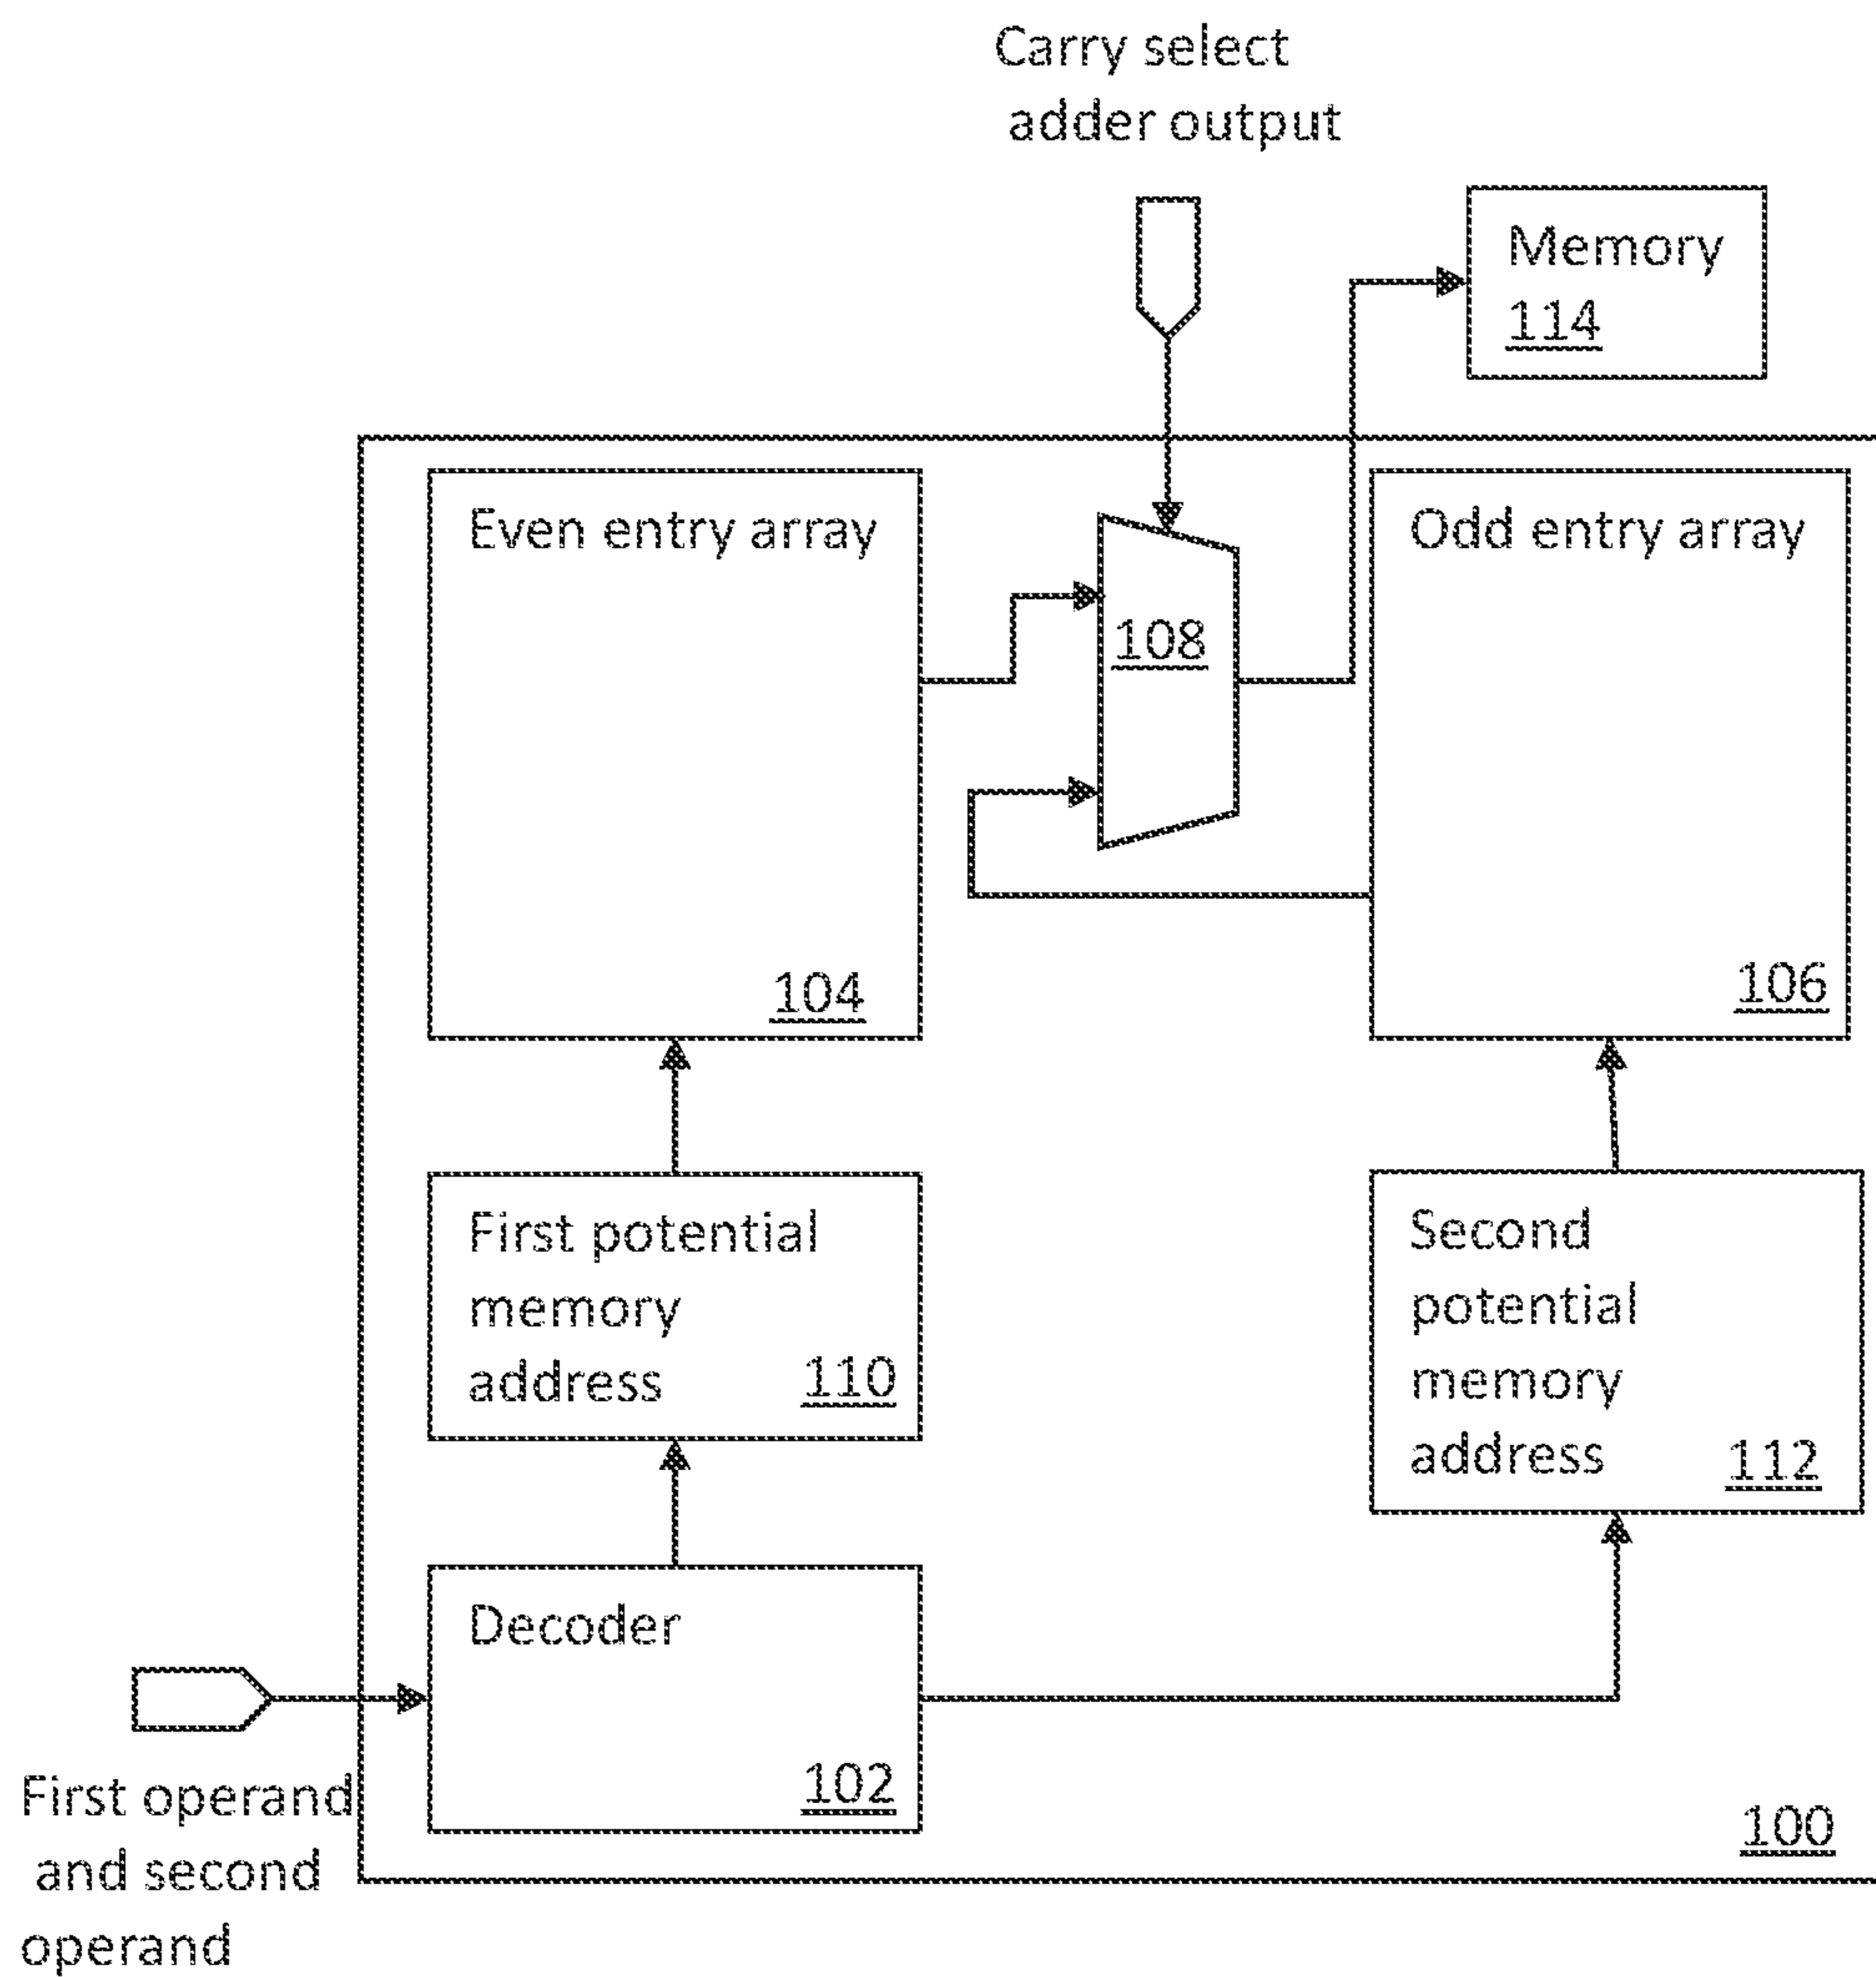 Carry select
adder output
Memory
114
Even entry array
108
Odd entry array
104
106
First potential
memory
address 110
Second
potential
memory
address 112
Decoder
102
First operand
and second
operand
100